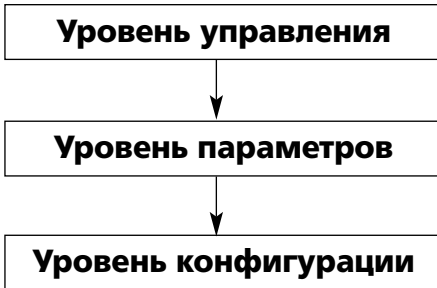 Уровень управления
Уровень параметров
Уровень конфигурации